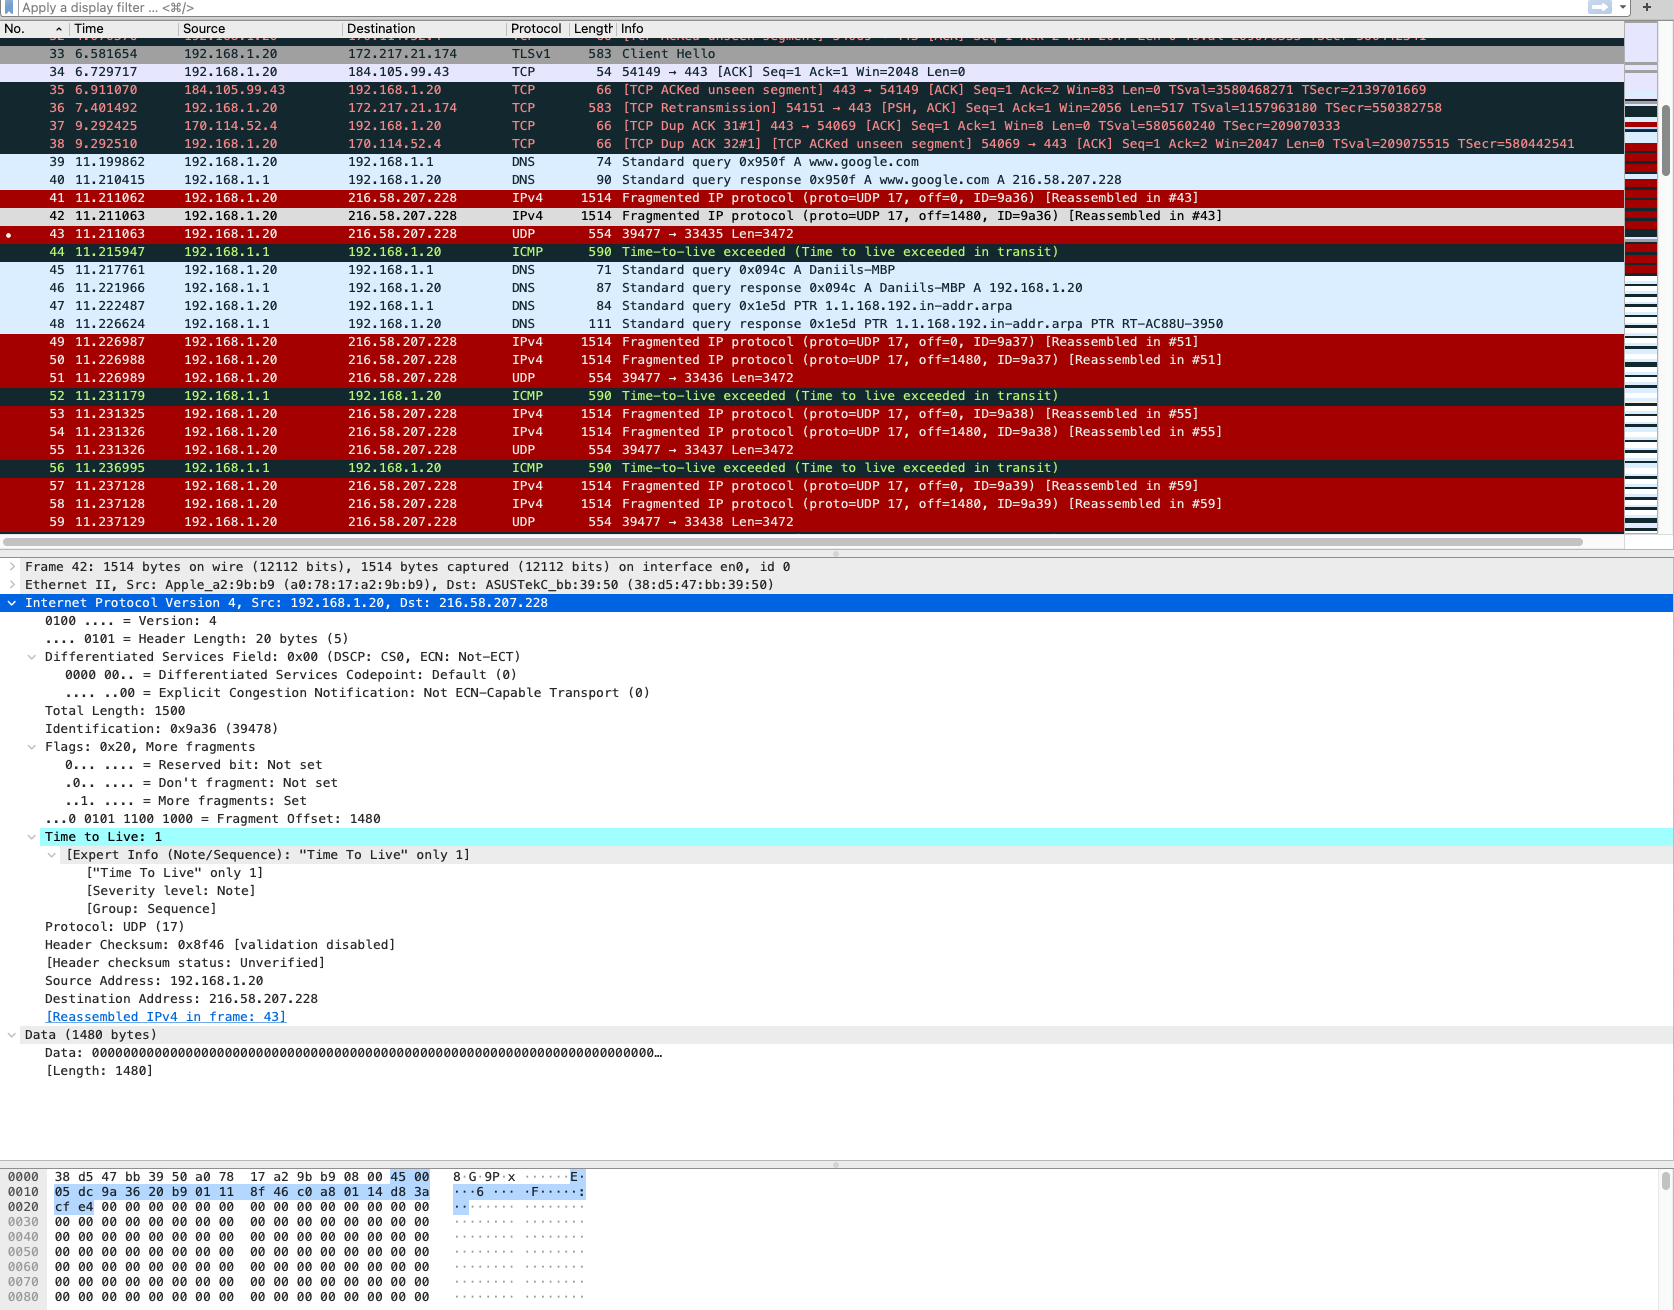 Apply a display filter ... <⌘/>
No. Time Source Destination Protocol Length Info
33 6.581654 192.168.1.20 172.217.21.174 TLSv1 583 Client Hello
34 6.729717 192.168.1.20 184.105.99.43 TCP 54 54149 → 443 [ACK] Seq=1 Ack=1 Win=2048 Len=0
35 6.911070 184.105.99.43 192.168.1.20 TCP 66 [TCP ACKed unseen segment] 443 → 54149 [ACK] Seq=1 Ack=2 Win=83 Len=0 TSval=3580468271 TSecr=2139701669
36 7.401492 192.168.1.20 172.217.21.174 TCP 583 [TCP Retransmission] 54151 → 443 [PSH, ACK] Seq=1 Ack=1 Win=2056 Len=517 TSval=1157963180 TSecr=550382758
37 9.292425 170.114.52.4 192.168.1.20 TCP 66 [TCP Dup ACK 31#1] 443 → 54069 [ACK] Seq=1 Ack=1 Win=8 Len=0 TSval=580560240 TSecr=209070333
38 9.292510 192.168.1.20 170.114.52.4 TCP 66 [TCP Dup ACK 32#1] [TCP ACKed unseen segment] 54069 → 443 [ACK] Seq=1 Ack=2 Win=2047 Len=0 TSval=209075515 TSecr=580442541
39 11.199862 192.168.1.20 192.168.1.1 DNS 74 Standard query 0x950f A www.google.com
40 11.210415 192.168.1.1 192.168.1.20 DNS 90 Standard query response 0x950f A www.google.com A 216.58.207.228
41 11.211062 192.168.1.20 216.58.207.228 IPv4 1514 Fragmented IP protocol (proto=UDP 17, off=0, ID=9a36) [Reassembled in #43]
42 11.211063 192.168.1.20 216.58.207.228 IPv4 1514 Fragmented IP protocol (proto=UDP 17, off=1480, ID=9a36) [Reassembled in #43]
43 11.211063 192.168.1.20 216.58.207.228 UDP 554 39477 → 33435 Len=3472
44 11.215947 192.168.1.1 192.168.1.20 ICMP 590 Time-to-live exceeded (Time to live exceeded in transit)
45 11.217761 192.168.1.20 192.168.1.1 DNS 71 Standard query 0x094c A Daniils-MBP
46 11.221966 192.168.1.1 192.168.1.20 DNS 87 Standard query response 0x094c A Daniils-MBP A 192.168.1.20
47 11.222487 192.168.1.20 192.168.1.1 DNS 84 Standard query 0x1e5d PTR 1.1.168.192.in-addr.arpa
48 11.226624 192.168.1.1 192.168.1.20 DNS 111 Standard query response 0x1e5d PTR 1.1.168.192.in-addr.arpa PTR RT-AC88U-3950
49 11.226987 192.168.1.20 216.58.207.228 IPv4 1514 Fragmented IP protocol (proto=UDP 17, off=0, ID=9a37) [Reassembled in #51]
50 11.226988 192.168.1.20 216.58.207.228 IPv4 1514 Fragmented IP protocol (proto=UDP 17, off=1480, ID=9a37) [Reassembled in #51]
51 11.226989 192.168.1.20 216.58.207.228 UDP 554 39477 → 33436 Len=3472
52 11.231179 192.168.1.1 192.168.1.20 ICMP 590 Time-to-live exceeded (Time to live exceeded in transit)
53 11.231325 192.168.1.20 216.58.207.228 IPv4 1514 Fragmented IP protocol (proto=UDP 17, off=0, ID=9a38) [Reassembled in #55]
54 11.231326 192.168.1.20 216.58.207.228 IPv4 1514 Fragmented IP protocol (proto=UDP 17, off=1480, ID=9a38) [Reassembled in #55]
55 11.231326 192.168.1.20 216.58.207.228 UDP 554 39477 → 33437 Len=3472
56 11.236995 192.168.1.1 192.168.1.20 ICMP 590 Time-to-live exceeded (Time to live exceeded in transit)
57 11.237128 192.168.1.20 216.58.207.228 IPv4 1514 Fragmented IP protocol (proto=UDP 17, off=0, ID=9a39) [Reassembled in #59]
58 11.237128 192.168.1.20 216.58.207.228 IPv4 1514 Fragmented IP protocol (proto=UDP 17, off=1480, ID=9a39) [Reassembled in #59]
59 11.237129 192.168.1.20 216.58.207.228 UDP 554 39477 → 33438 Len=3472
Frame 42: 1514 bytes on wire (12112 bits), 1514 bytes captured (12112 bits) on interface en0, id 0
Ethernet II, Src: Apple_a2:9b:b9 (a0:78:17:a2:9b:b9), Dst: ASUSTekC_bb:39:50 (38:d5:47:bb:39:50)
Internet Protocol Version 4, Src: 192.168.1.20, Dst: 216.58.207.228
0100 .... = Version: 4
.... 0101 = Header Length: 20 bytes (5)
Differentiated Services Field: 0x00 (DSCP: CS0, ECN: Not-ECT)
0000 00.. = Differentiated Services Codepoint: Default (0)
.... ..00 = Explicit Congestion Notification: Not ECN-Capable Transport (0)
Total Length: 1500
Identification: 0x9a36 (39478)
Flags: 0x20, More fragments
0... .... = Reserved bit: Not set
.0.. .... = Don't fragment: Not set
..1. .... = More fragments: Set
...0 0101 1100 1000 = Fragment Offset: 1480
Time to Live: 1
[Expert Info (Note/Sequence): "Time To Live" only 1]
["Time To Live" only 1]
[Severity level: Note]
[Group: Sequence]
Protocol: UDP (17)
Header Checksum: 0x8f46 [validation disabled]
[Header checksum status: Unverified]
Source Address: 192.168.1.20
Destination Address: 216.58.207.228
[Reassembled IPv4 in frame: 43]
Data (1480 bytes)
Data: 000000000000000000000000000000000000000000000000000000000000000000000000…
[Length: 1480]
0000 38 d5 47 bb 39 50 a0 78 17 a2 9b b9 08 00 45 00 8·G·9P·x ······E·
0010 05 dc 9a 36 20 b9 01 11 8f 46 c0 a8 01 14 d8 3a ···6 ··· ·F·····:
0020 cf e4 00 00 00 00 00 00 00 00 00 00 00 00 00 00 ········ ········
0030 00 00 00 00 00 00 00 00 00 00 00 00 00 00 00 00 ········ ········
0040 00 00 00 00 00 00 00 00 00 00 00 00 00 00 00 00 ········ ········
0050 00 00 00 00 00 00 00 00 00 00 00 00 00 00 00 00 ········ ········
0060 00 00 00 00 00 00 00 00 00 00 00 00 00 00 00 00 ········ ········
0070 00 00 00 00 00 00 00 00 00 00 00 00 00 00 00 00 ········ ········
0080 00 00 00 00 00 00 00 00 00 00 00 00 00 00 00 00 ········ ········